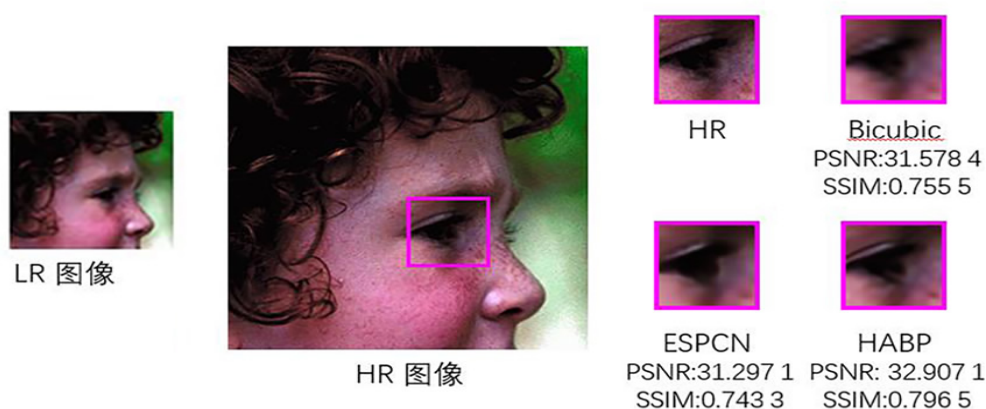 LR 图像
HR 图像
HR
Bicubic
PSNR:31.578 4
SSIM:0.755 5
ESPCN
PSNR:31.297 1
SSIM:0.743 3
HABP
PSNR: 32.907 1
SSIM:0.796 5